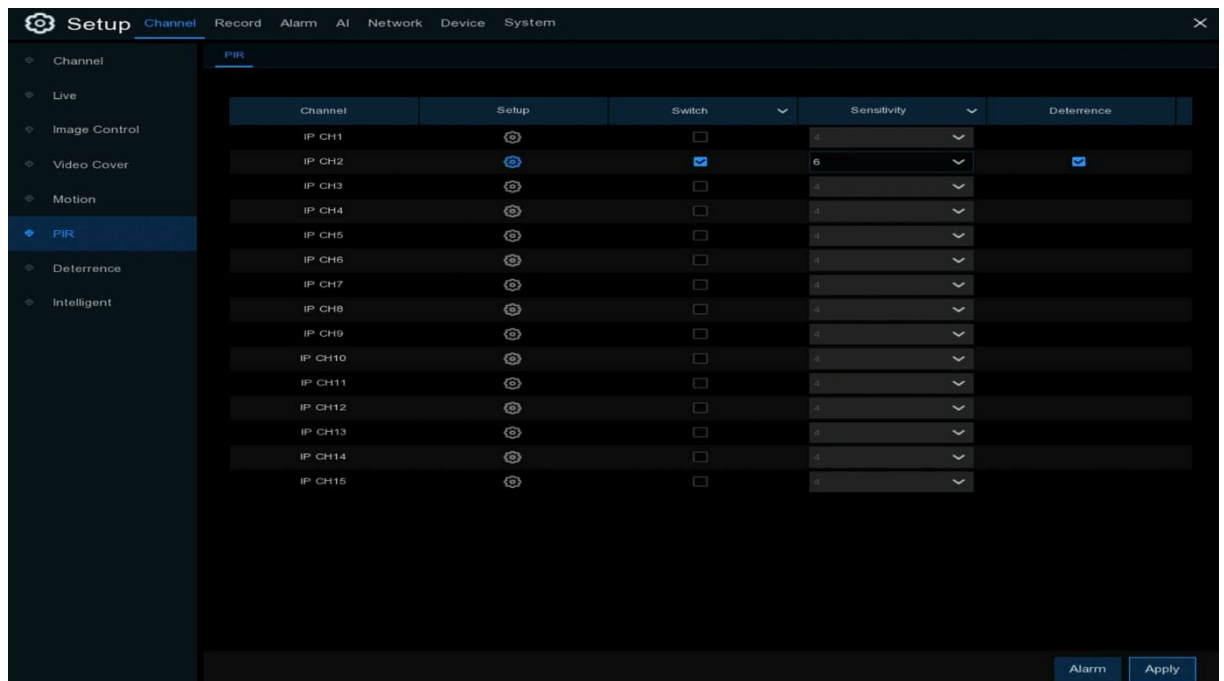 Setup Channel Record Alarm AI Network Device System
Channel
PIR
Live
Image Control
Video Cover
Motion
PIR
Deterrence
Intelligent
Channel Setup Switch Sensitivity Deterrence
IP CH1 4
IP CH2 6
IP CH3 4
IP CH4 4
IP CH5 4
IP CH6 4
IP CH7 4
IP CH8 4
IP CH9 4
IP CH10 4
IP CH11 4
IP CH12 4
IP CH13 4
IP CH14 4
IP CH15 4
Alarm Apply